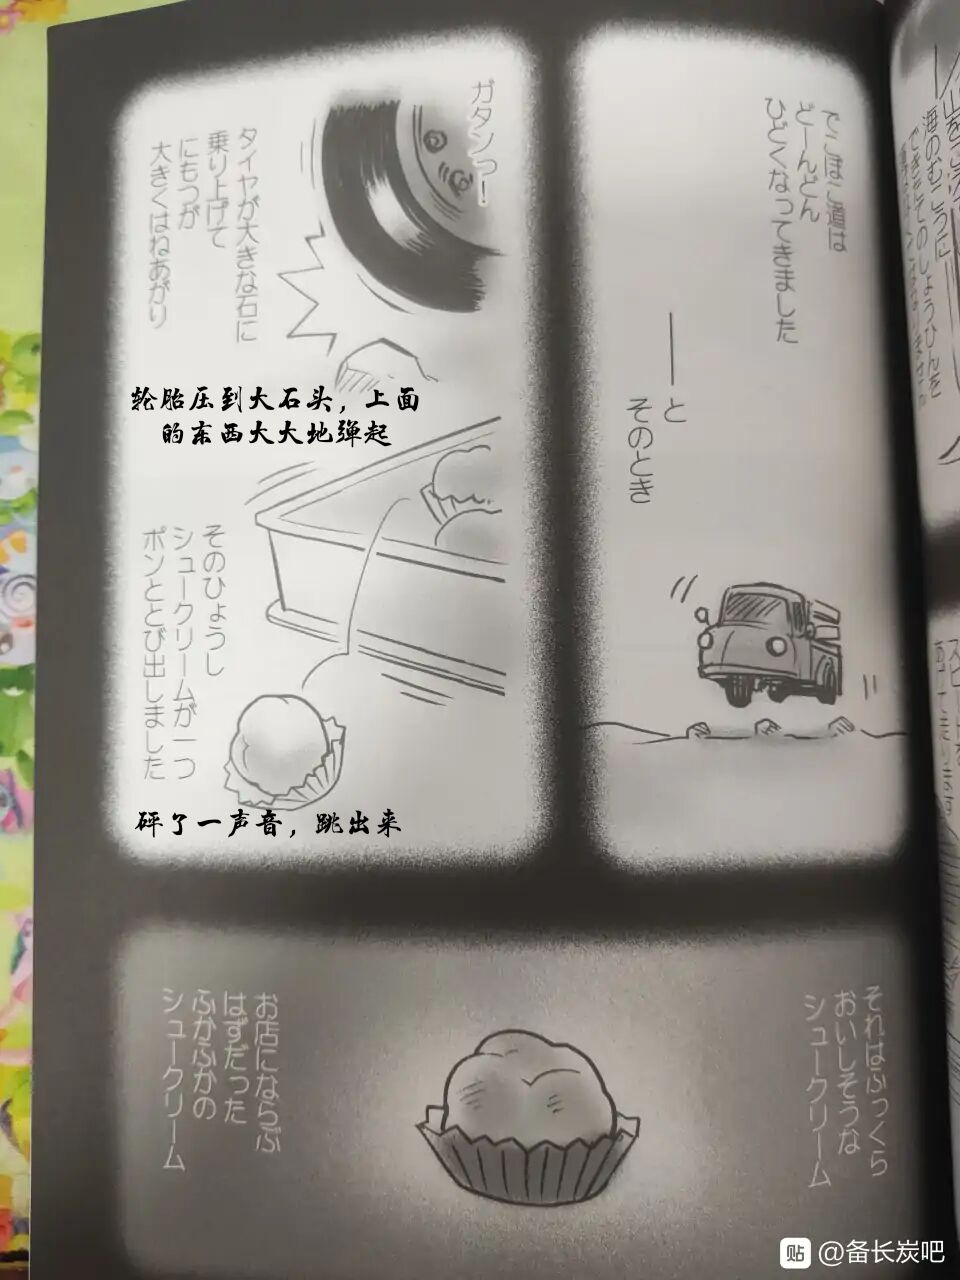 でこぼこ道は
どーんどん
ひどくなってきました
――と
そのとき
ガタンっ!
タイヤが大きな石に
乗り上げて
にもつが
大きくはねあがり
轮胎压到大石头，上面
的东西大大地弹起
そのひょうし
シュークリームが一つ
ポンととび出しました
砰了一声音，跳出来
それはふっくら
おいしそうな
シュークリーム
お店にならぶ
はずだった
ふかふかの
シュークリーム
贴 @备长炭吧